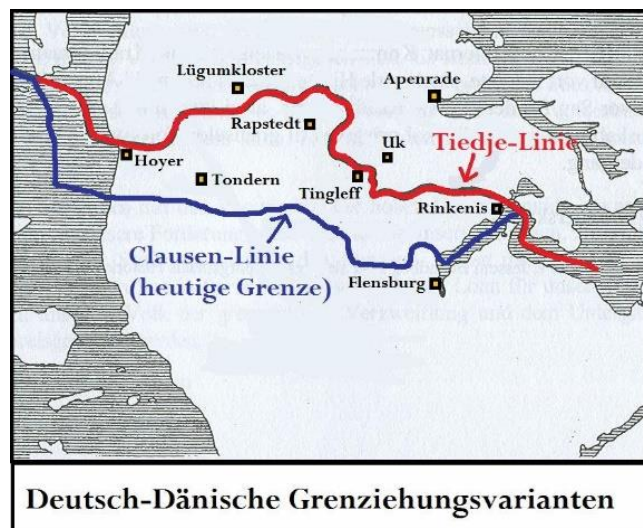 Lügumkloster
Apenrade
Rapstedt
Uk
Tiedje-Linie
Hoyer
Tondern
Tingleff
Rinkenis
Clausen-Linie
(heutige Grenze)
Flensburg
Deutsch-Dänische Grenziehungsvarianten